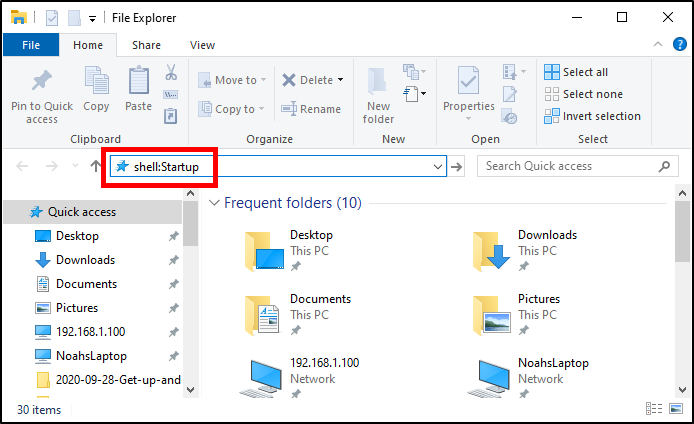 File Explorer
File
Home
Share
View
Pin to Quick
access
Copy
Paste
Clipboard
Move to
Copy to
Delete
Rename
Organize
New
folder
New
Properties
Open
Select all
Select none
Invert selection
Select
shell:Startup
Search Quick access
Quick access
Desktop
Downloads
Documents
Pictures
192.168.1.100
NoahsLaptop
2020-09-28-Get-up-and
Frequent folders (10)
Desktop
This PC
Downloads
This PC
Documents
This PC
Pictures
This PC
192.168.1.100
Network
NoahsLaptop
Network
30 items